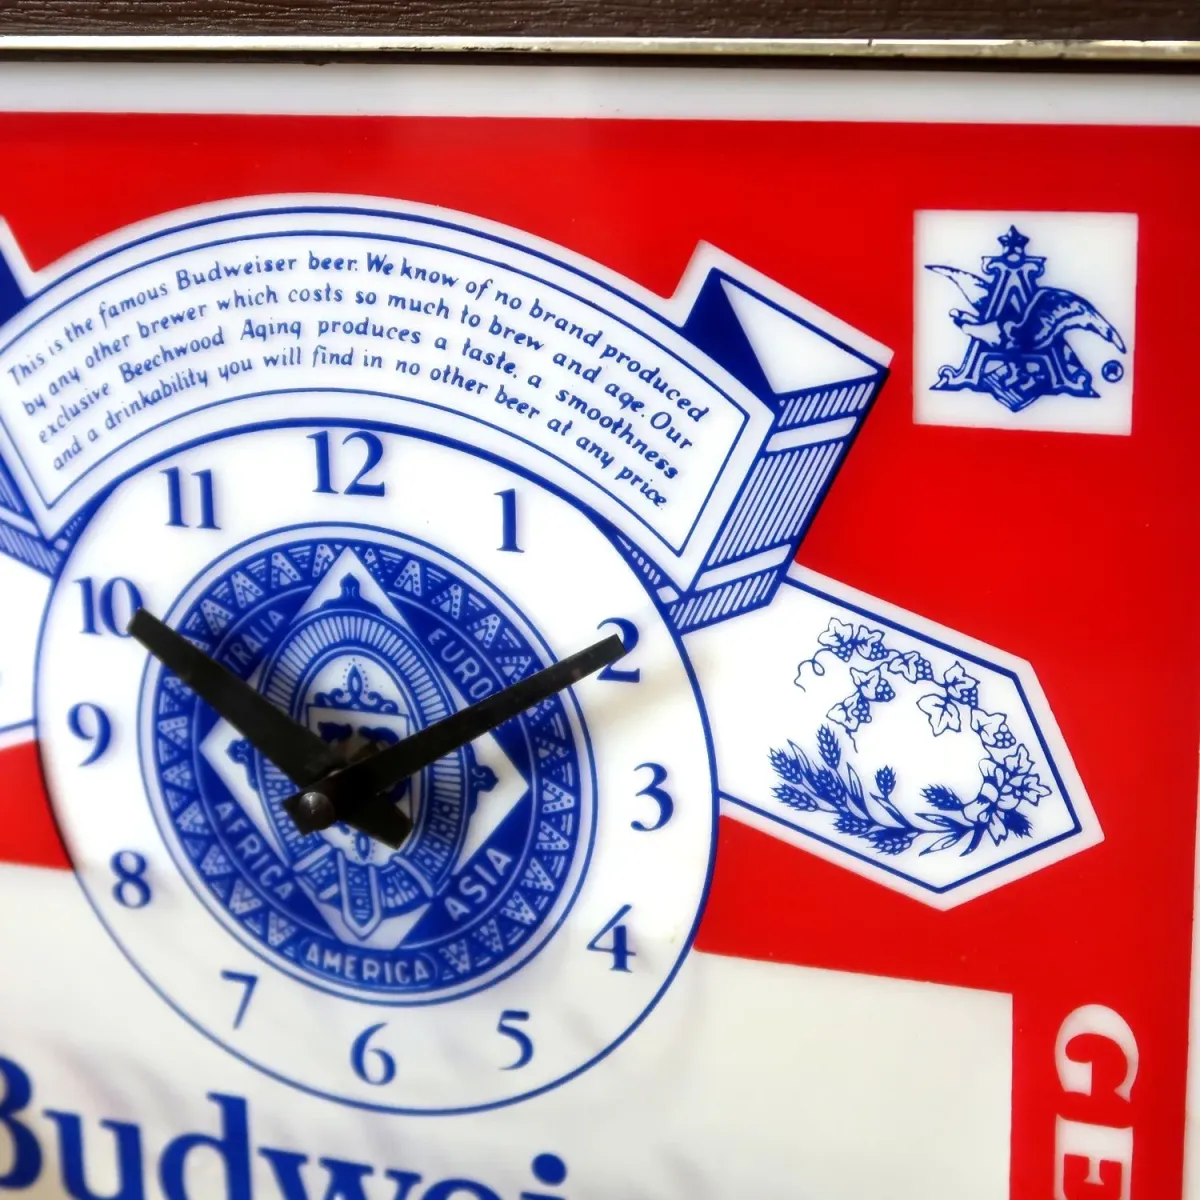 This is the famous Budweiser beer. We know of no brand produced
by any other brewer which costs so much to brew and age. Our
exclusive Beechwood Aging produces a taste, a smoothness
and a drinkability you will find in no other beer at any price.
A
®
12
11
1
10
2
9
3
8
4
7
5
6
TRALIA
EURO
AFRICA
ASIA
AMERICA
Budwei
GE